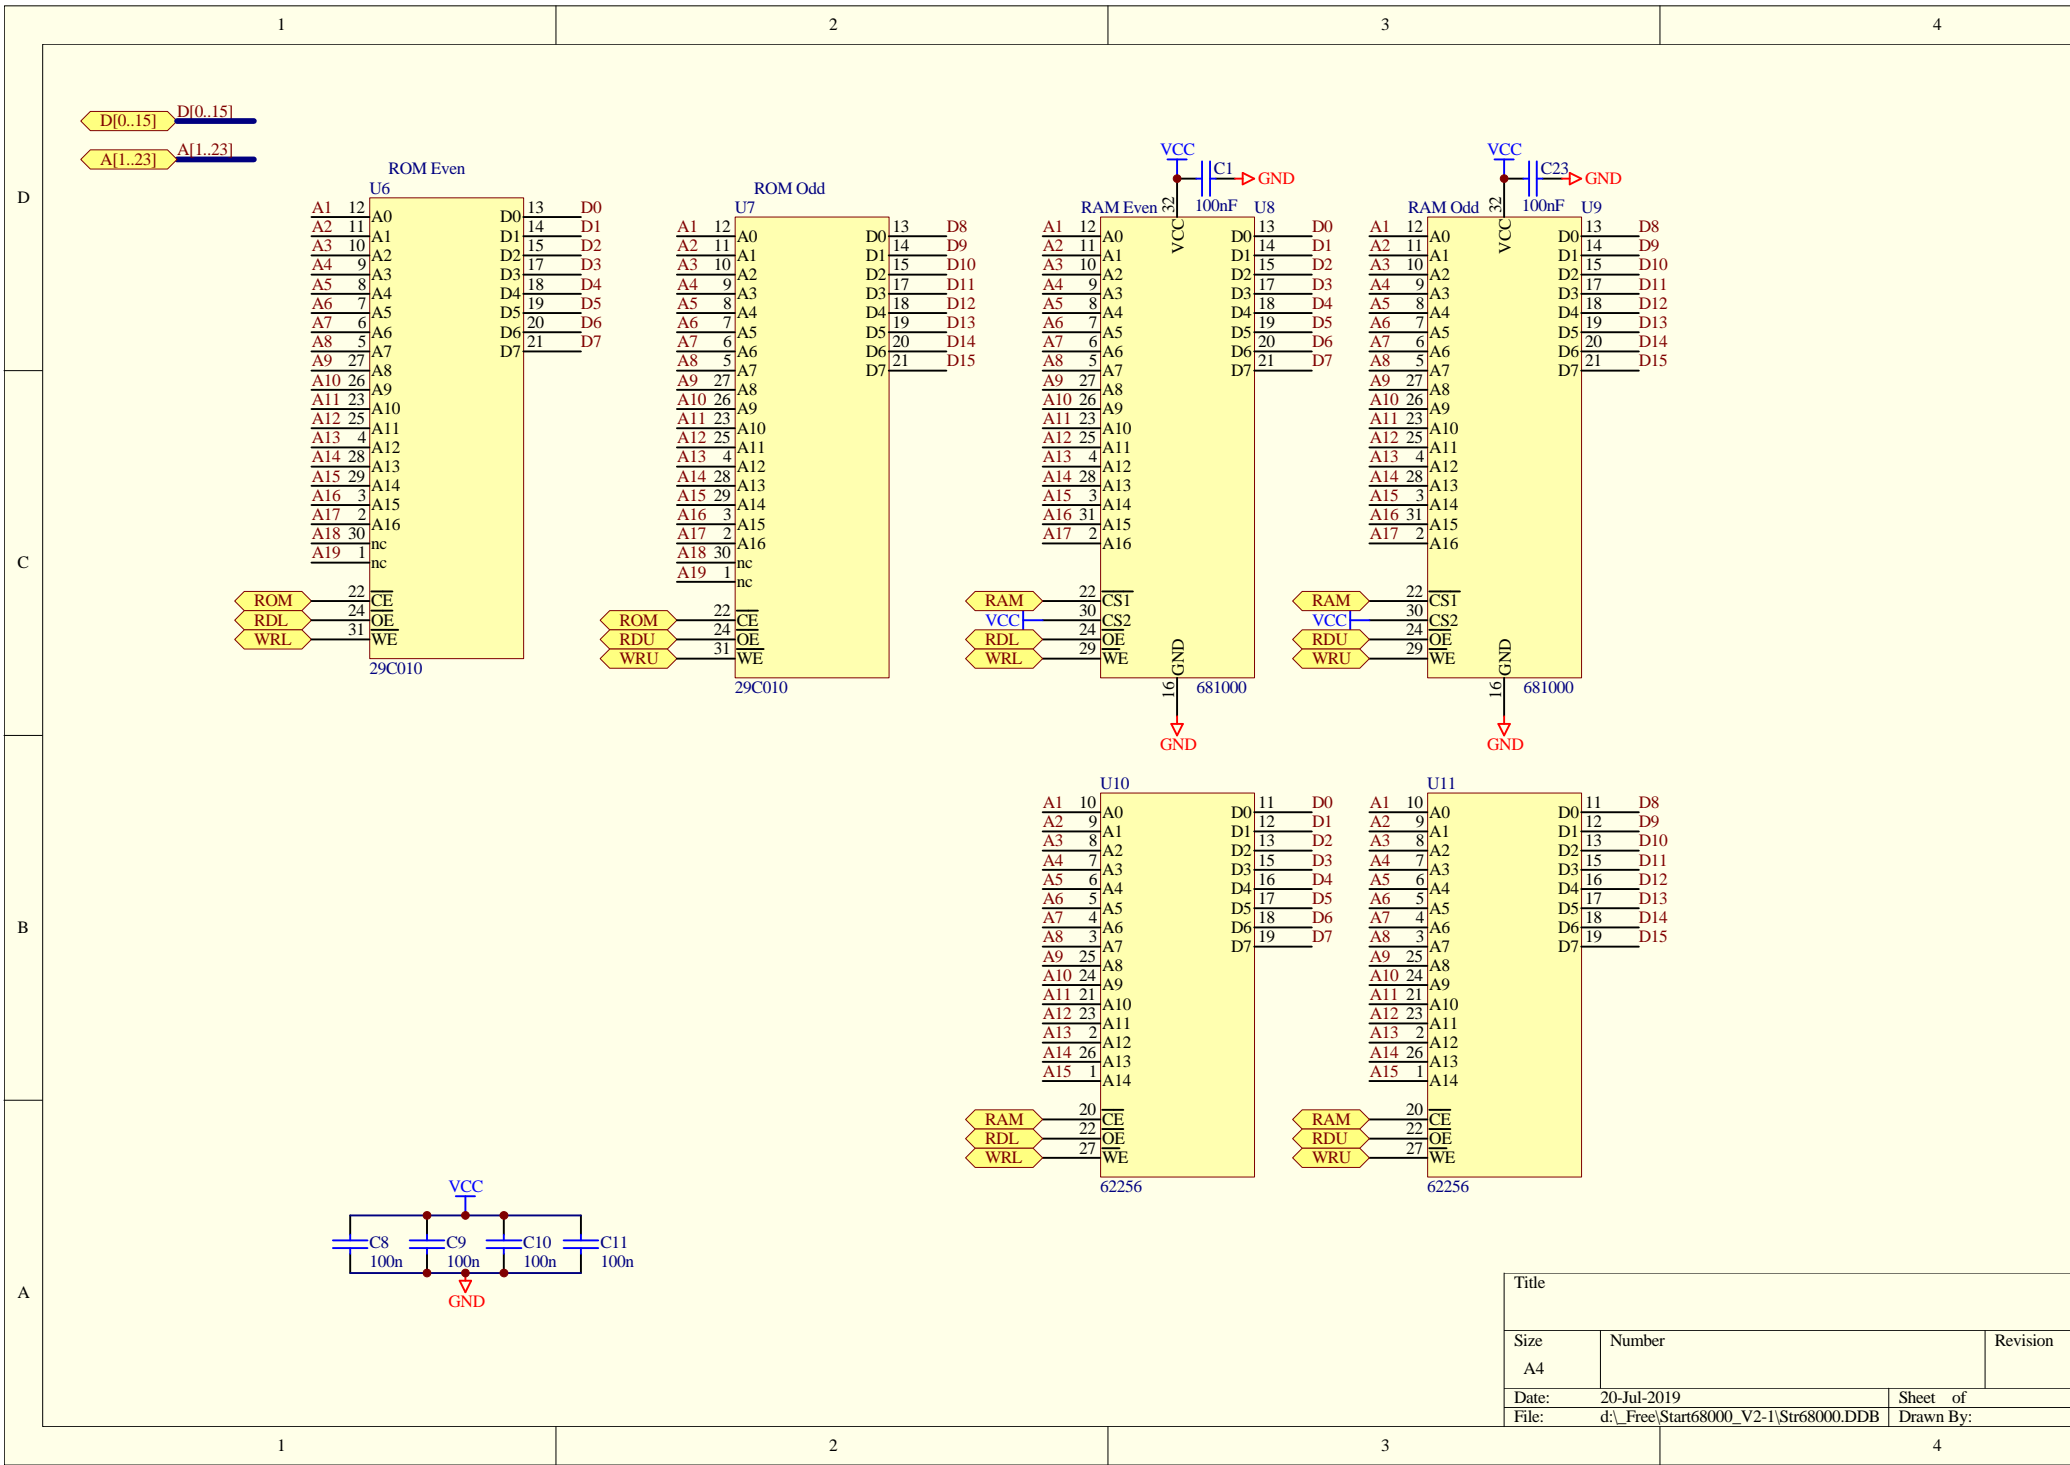 1 2 3 4
D[0..15] D[0..15]
A[1..23] A[1..23]
D
C
B
A
ROM Even
U6
A1 12 A0 D0 13 D0
A2 11 A1 D1 14 D1
A3 10 A2 D2 15 D2
A4 9 A3 D3 17 D3
A5 8 A4 D4 18 D4
A6 7 A5 D5 19 D5
A7 6 A6 D6 20 D6
A8 5 A7 D7 21 D7
A9 27 A8
A10 26 A9
A11 23 A10
A12 25 A11
A13 4 A12
A14 28 A13
A15 29 A14
A16 3 A15
A17 2 A16
A18 30 nc
A19 1 nc
ROM 22 CE
RDL 24 OE
WRL 31 WE
29C010
ROM Odd
U7
A1 12 A0 D0 13 D8
A2 11 A1 D1 14 D9
A3 10 A2 D2 15 D10
A4 9 A3 D3 17 D11
A5 8 A4 D4 18 D12
A6 7 A5 D5 19 D13
A7 6 A6 D6 20 D14
A8 5 A7 D7 21 D15
A9 27 A8
A10 26 A9
A11 23 A10
A12 25 A11
A13 4 A12
A14 28 A13
A15 29 A14
A16 3 A15
A17 2 A16
A18 30 nc
A19 1 nc
ROM 22 CE
RDU 24 OE
WRU 31 WE
29C010
VCC
C1 GND
100nF
RAM Even 32 U8
VCC
A1 12 A0 D0 13 D0
A2 11 A1 D1 14 D1
A3 10 A2 D2 15 D2
A4 9 A3 D3 17 D3
A5 8 A4 D4 18 D4
A6 7 A5 D5 19 D5
A7 6 A6 D6 20 D6
A8 5 A7 D7 21 D7
A9 27 A8
A10 26 A9
A11 23 A10
A12 25 A11
A13 4 A12
A14 28 A13
A15 3 A14
A16 31 A15
A17 2 A16
RAM 22 CS1
VCC 30 CS2
RDL 24 OE
WRL 29 WE
GND
16 681000
GND
VCC
C23 GND
100nF
RAM Odd 32 U9
VCC
A1 12 A0 D0 13 D8
A2 11 A1 D1 14 D9
A3 10 A2 D2 15 D10
A4 9 A3 D3 17 D11
A5 8 A4 D4 18 D12
A6 7 A5 D5 19 D13
A7 6 A6 D6 20 D14
A8 5 A7 D7 21 D15
A9 27 A8
A10 26 A9
A11 23 A10
A12 25 A11
A13 4 A12
A14 28 A13
A15 3 A14
A16 31 A15
A17 2 A16
RAM 22 CS1
VCC 30 CS2
RDU 24 OE
WRU 29 WE
GND
16 681000
GND
U10
A1 10 A0 D0 11 D0
A2 9 A1 D1 12 D1
A3 8 A2 D2 13 D2
A4 7 A3 D3 15 D3
A5 6 A4 D4 16 D4
A6 5 A5 D5 17 D5
A7 4 A6 D6 18 D6
A8 3 A7 D7 19 D7
A9 25 A8
A10 24 A9
A11 21 A10
A12 23 A11
A13 2 A12
A14 26 A13
A15 1 A14
RAM 20 CE
RDL 22 OE
WRL 27 WE
62256
U11
A1 10 A0 D0 11 D8
A2 9 A1 D1 12 D9
A3 8 A2 D2 13 D10
A4 7 A3 D3 15 D11
A5 6 A4 D4 16 D12
A6 5 A5 D5 17 D13
A7 4 A6 D6 18 D14
A8 3 A7 D7 19 D15
A9 25 A8
A10 24 A9
A11 21 A10
A12 23 A11
A13 2 A12
A14 26 A13
A15 1 A14
RAM 20 CE
RDU 22 OE
WRU 27 WE
62256
VCC
C8 C9 C10 C11
100n 100n 100n 100n
GND
Title
Size Number Revision
A4
Date: 20-Jul-2019 Sheet of
File: d:\_Free\Start68000_V2-1\Str68000.DDB Drawn By:
1 2 3 4